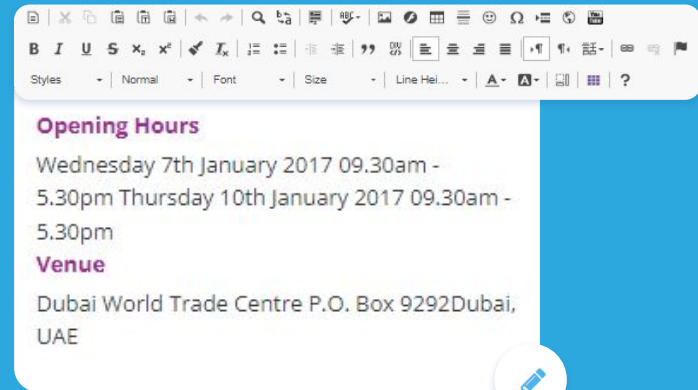 Styles Normal Font Size Line Hei...
Opening Hours
Wednesday 7th January 2017 09.30am -
5.30pm Thursday 10th January 2017 09.30am -
5.30pm
Venue
Dubai World Trade Centre P.O. Box 9292Dubai,
UAE